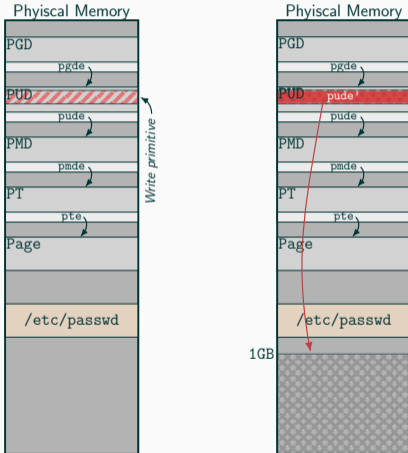 Phyiscal Memory
PGD
pgde
PUD
pude
PMD
pmde
PT
pte
Page
/etc/passwd
Write primitive
Phyiscal Memory
PGD
pgde
PUD
pude'
pude
PMD
pmde
PT
pte
Page
/etc/passwd
1GB